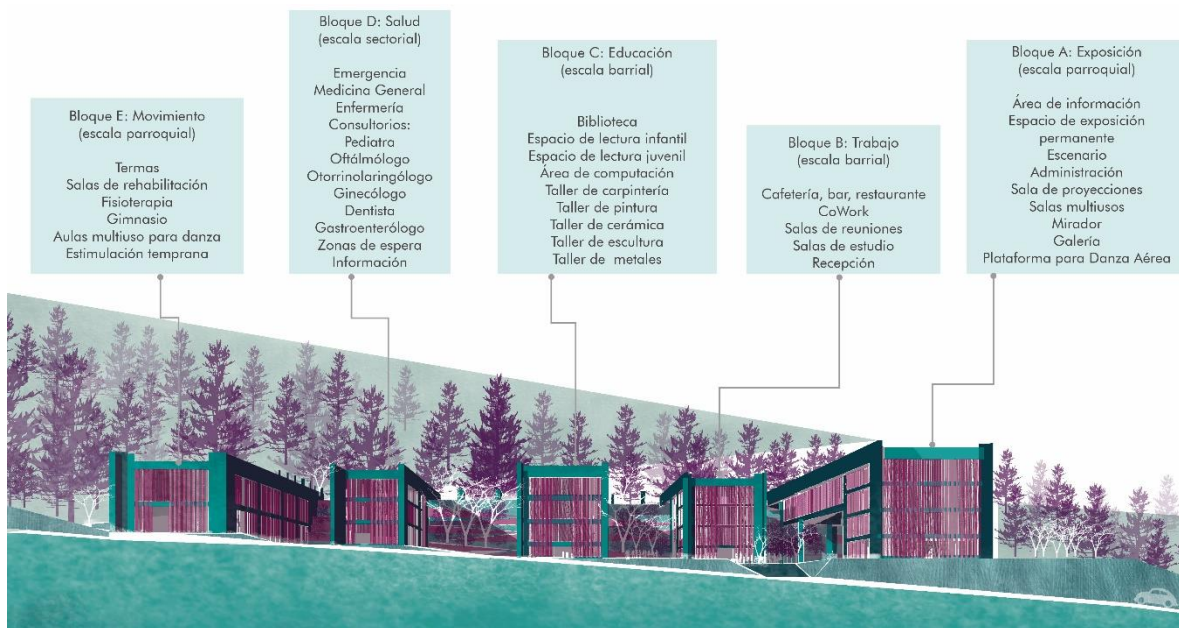 Bloque E: Movimiento
(escala parroquial)
Termas
Salas de rehabilitación
Fisioterapia
Gimnasio
Aulas multiuso para danza
Estimulación temprana
Bloque D: Salud
(escala sectorial)
Emergencia
Medicina General
Enfermería
Consultorios:
Pediatra
Oftálmólogo
Otorrinolaringólogo
Ginecólogo
Dentista
Gastroenterólogo
Zonas de espera
Información
Bloque C: Educación
(escala barrial)
Biblioteca
Espacio de lectura infantil
Espacio de lectura juvenil
Área de computación
Taller de carpintería
Taller de pintura
Taller de cerámica
Taller de escultura
Taller de metales
Bloque B: Trabajo
(escala barrial)
Cafetería, bar, restaurante
CoWork
Salas de reuniones
Salas de estudio
Recepción
Bloque A: Exposición
(escala parroquial)
Área de información
Espacio de exposición
permanente
Escenario
Administración
Sala de proyecciones
Salas multiusos
Mirador
Galería
Plataforma para Danza Aérea